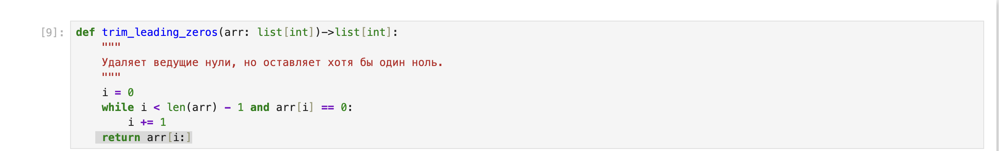 [9]: def trim_leading_zeros(arr: list[int])->list[int]:
    """
    Удаляет ведущие нули, но оставляет хотя бы один ноль.
    """
    i = 0
    while i < len(arr) - 1 and arr[i] == 0:
        i += 1
    return arr[i:]